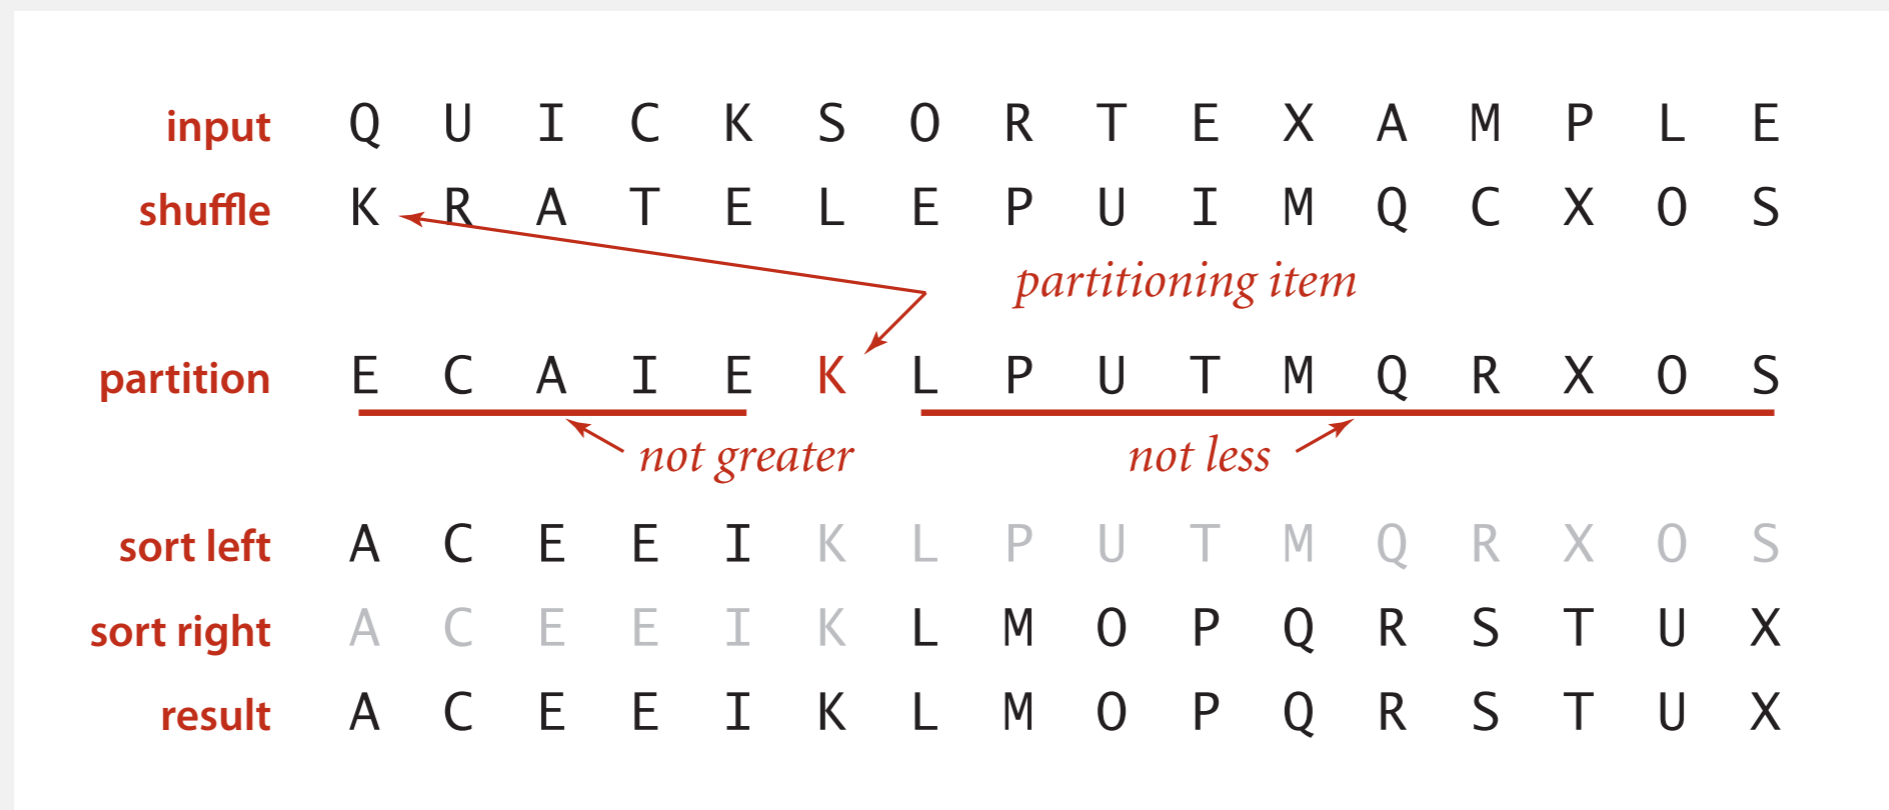 input Q U I C K S O R T E X A M P L E
shuffle K R A T E L E P U I M Q C X O S
partitioning item
partition E C A I E K L P U T M Q R X O S
not greater not less
sort left A C E E I K L P U T M Q R X O S
sort right A C E E I K L M O P Q R S T U X
result A C E E I K L M O P Q R S T U X